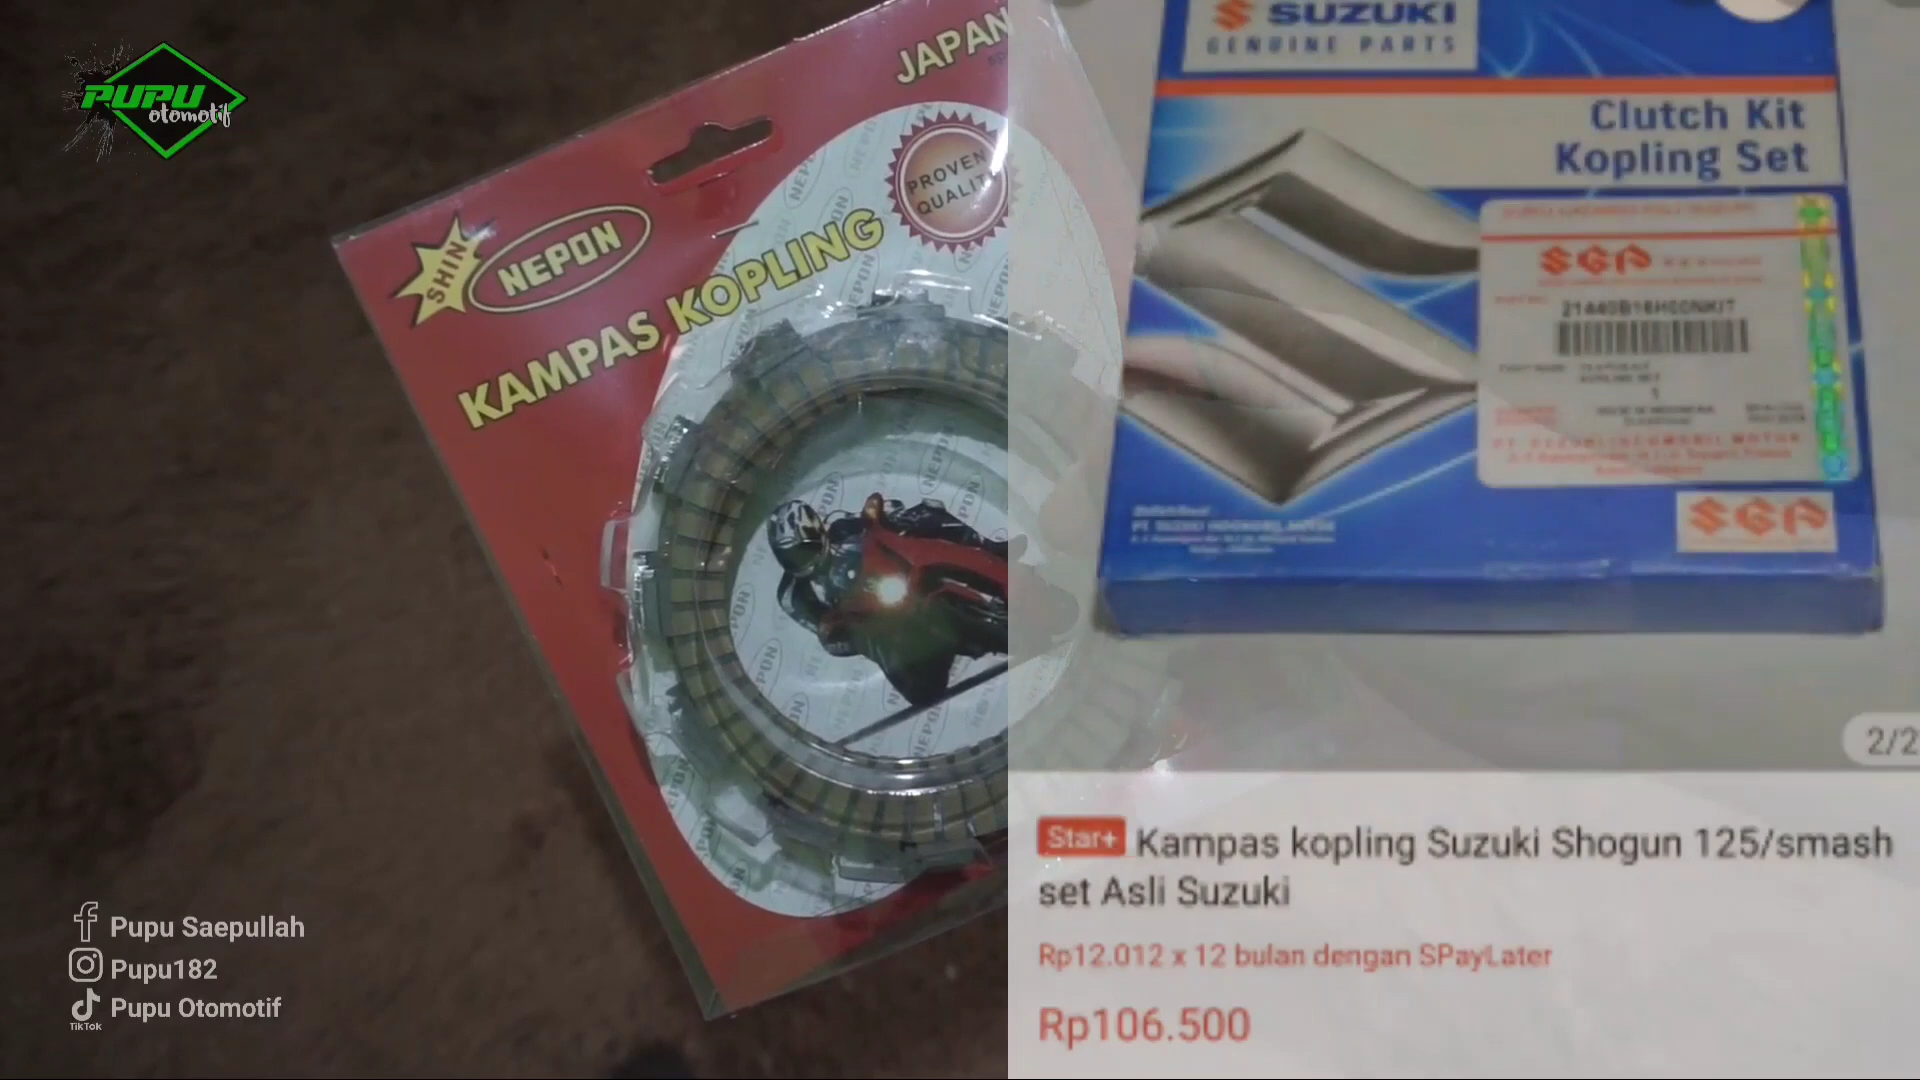 PUPU
otomotif
JAPAN
PROVEN
QUALITY
SHIN
NEPON
KAMPAS KOPLING
SUZUKI
GENUINE PARTS
Clutch Kit
Kopling Set
SGP
21440B16H00NKIT
1
SGP
2/2
Star+ Kampas kopling Suzuki Shogun 125/smash
set Asli Suzuki
Rp12.012 x 12 bulan dengan SPayLater
Rp106.500
Pupu Saepullah
Pupu182
Pupu Otomotif
TikTok